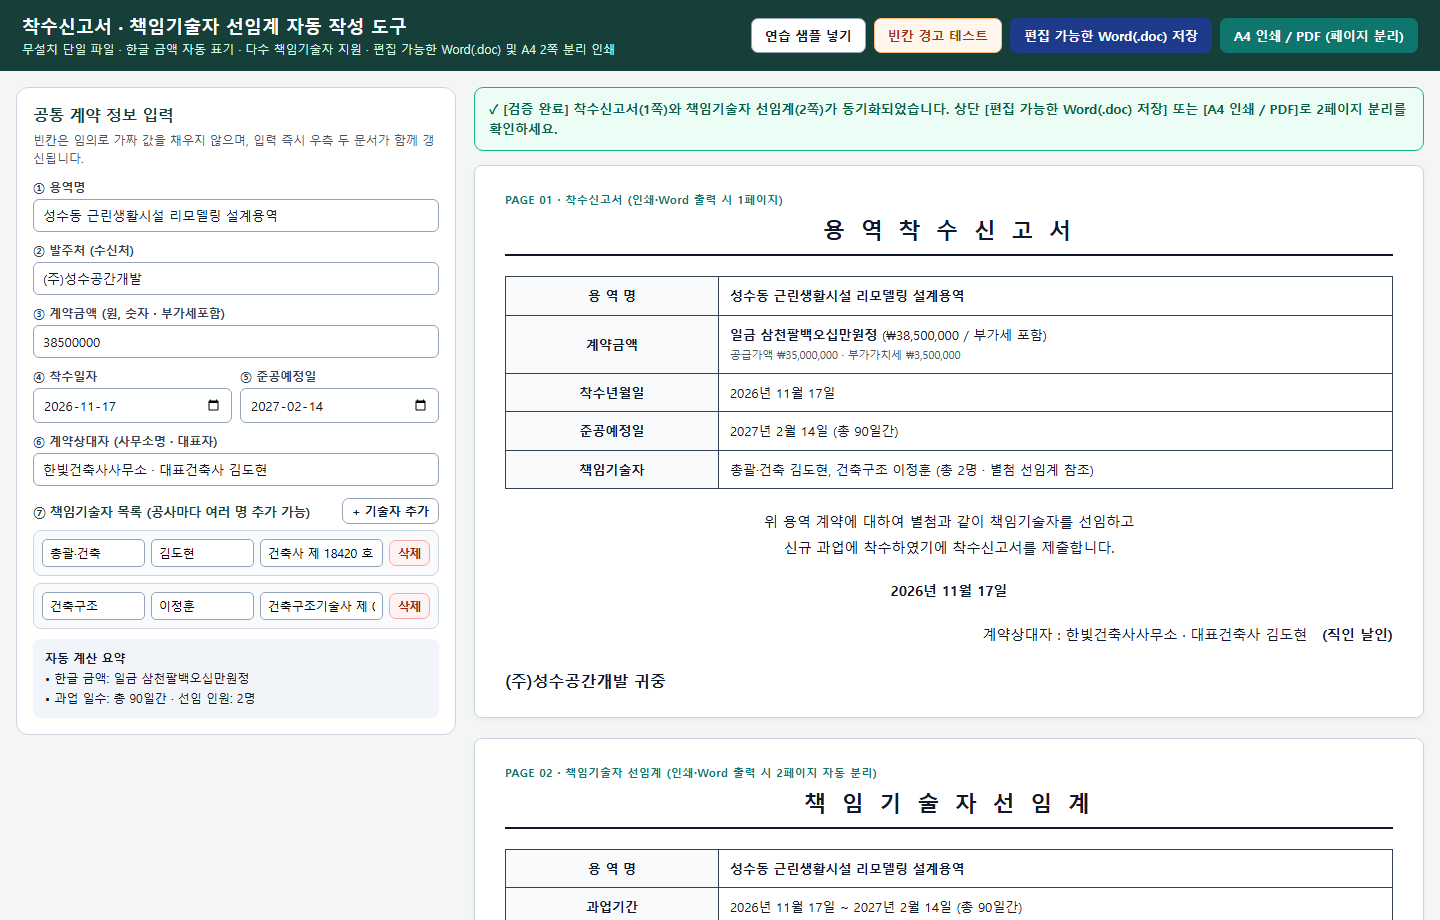 착수신고서 · 책임기술자 선임계 자동 작성 도구
무설치 단일 파일 · 한글 금액 자동 표기 · 다수 책임기술자 지원 · 편집 가능한 Word(.doc) 및 A4 2쪽 분리 인쇄
연습 샘플 넣기
빈칸 경고 테스트
편집 가능한 Word(.doc) 저장
A4 인쇄 / PDF (페이지 분리)
공통 계약 정보 입력
빈칸은 임의로 가짜 값을 채우지 않으며, 입력 즉시 우측 두 문서가 함께 갱
신됩니다.
① 용역명
성수동 근린생활시설 리모델링 설계용역
② 발주처 (수신처)
(주)성수공간개발
③ 계약금액 (원, 숫자 · 부가세포함)
38500000
④ 착수일자
⑤ 준공예정일
2026-11-17
2027-02-14
⑥ 계약상대자 (사무소명 · 대표자)
한빛건축사사무소 · 대표건축사 김도현
⑦ 책임기술자 목록 (공사마다 여러 명 추가 가능)
+ 기술자 추가
총괄·건축
김도현
건축사 제 18420 호
삭제
건축구조
이정훈
건축구조기술사 제
삭제
자동 계산 요약
• 한글 금액: 일금 삼천팔백오십만원정
• 과업 일수: 총 90일간 · 선임 인원: 2명
✓ [검증 완료] 착수신고서(1쪽)와 책임기술자 선임계(2쪽)가 동기화되었습니다. 상단 [편집 가능한 Word(.doc) 저장] 또는 [A4 인쇄 / PDF]로 2페이지 분리를
확인하세요.
PAGE 01 · 착수신고서 (인쇄·Word 출력 시 1페이지)
용 역 착 수 신 고 서
용 역 명
성수동 근린생활시설 리모델링 설계용역
계약금액
일금 삼천팔백오십만원정 (₩38,500,000 / 부가세 포함)
공급가액 ₩35,000,000 · 부가가치세 ₩3,500,000
착수년월일
2026년 11월 17일
준공예정일
2027년 2월 14일 (총 90일간)
책임기술자
총괄·건축 김도현, 건축구조 이정훈 (총 2명 · 별첨 선임계 참조)
위 용역 계약에 대하여 별첨과 같이 책임기술자를 선임하고
신규 과업에 착수하였기에 착수신고서를 제출합니다.
2026년 11월 17일
계약상대자 : 한빛건축사사무소 · 대표건축사 김도현 (직인 날인)
(주)성수공간개발 귀중
PAGE 02 · 책임기술자 선임계 (인쇄·Word 출력 시 2페이지 자동 분리)
책 임 기 술 자 선 임 계
용 역 명
성수동 근린생활시설 리모델링 설계용역
과업기간
2026년 11월 17일 ~ 2027년 2월 14일 (총 90일간)